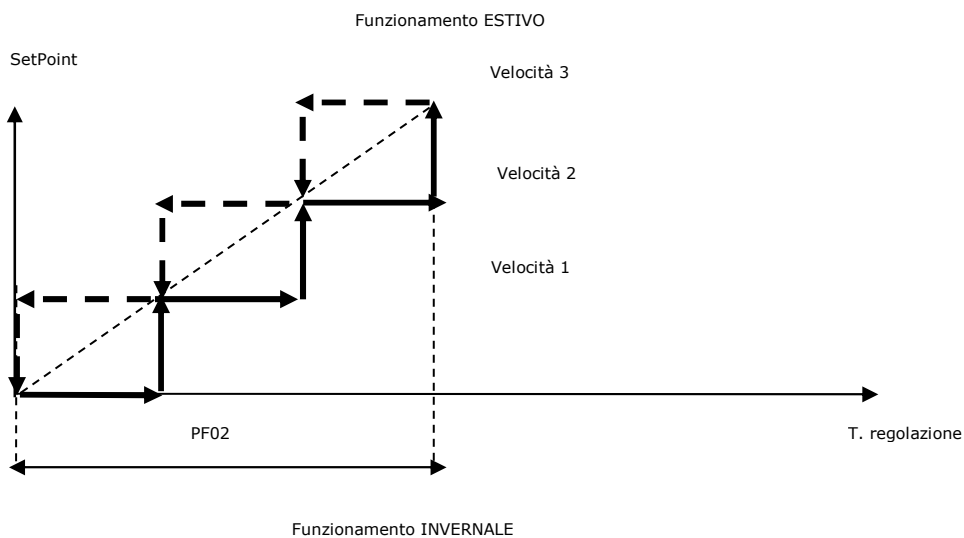 Funzionamento ESTIVO
SetPoint
Velocità 3
Velocità 2
Velocità 1
PF02
T. regolazione
Funzionamento INVERNALE